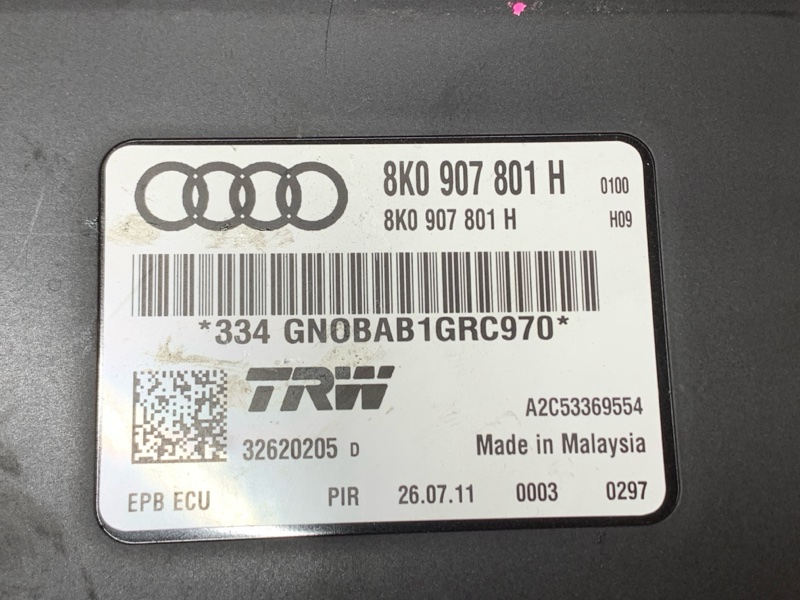 8K0 907 801 H 0100
8K0 907 801 H H09
*334 GN0BAB1GRC970*
TRW
A2C53369554
32620205 D Made in Malaysia
EPB ECU PIR 26.07.11 0003 0297